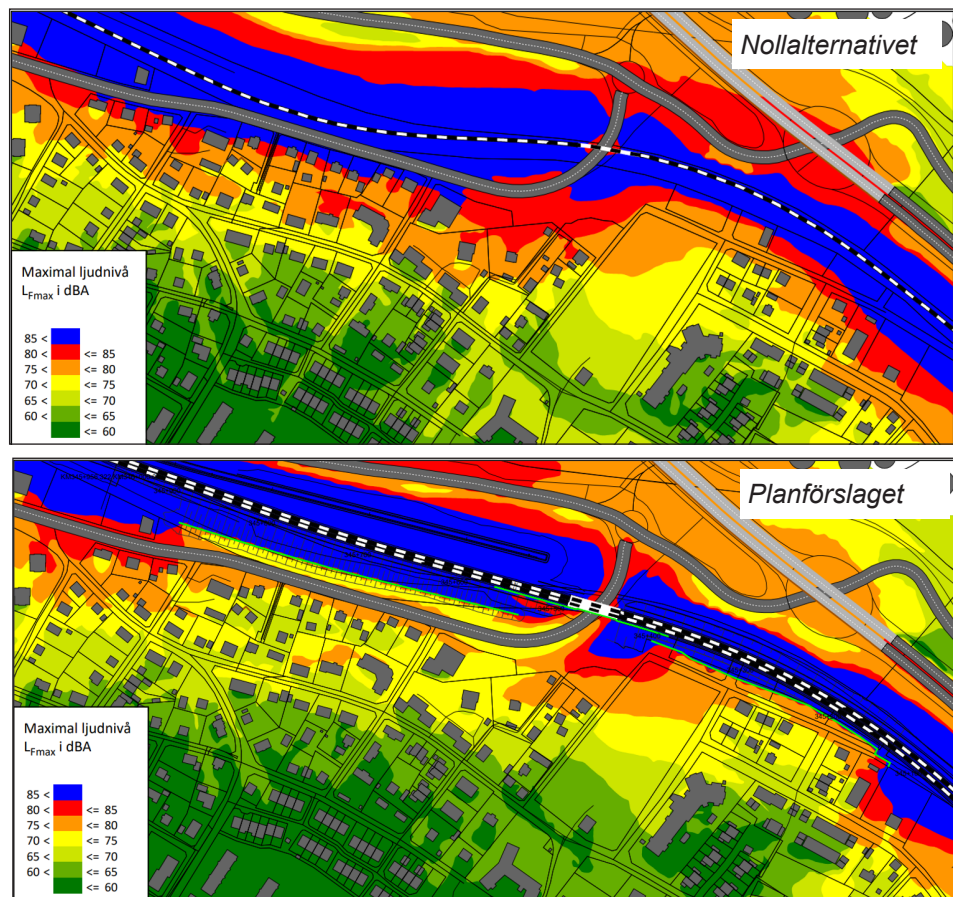 Nollalternativet
Maximal ljudnivå
LFmax i dBA
85 <
80 < <= 85
75 < <= 80
70 < <= 75
65 < <= 70
60 < <= 65
<= 60
Planförslaget
Maximal ljudnivå
LFmax i dBA
85 <
80 < <= 85
75 < <= 80
70 < <= 75
65 < <= 70
60 < <= 65
<= 60